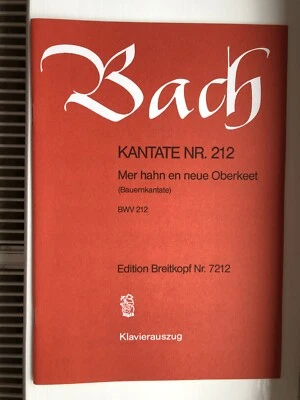 Bach
KANTATE NR. 212
Mer hahn en neue Oberkeet
(Bauernkantate)
BWV 212
Edition Breitkopf Nr. 7212
Klavierauszug